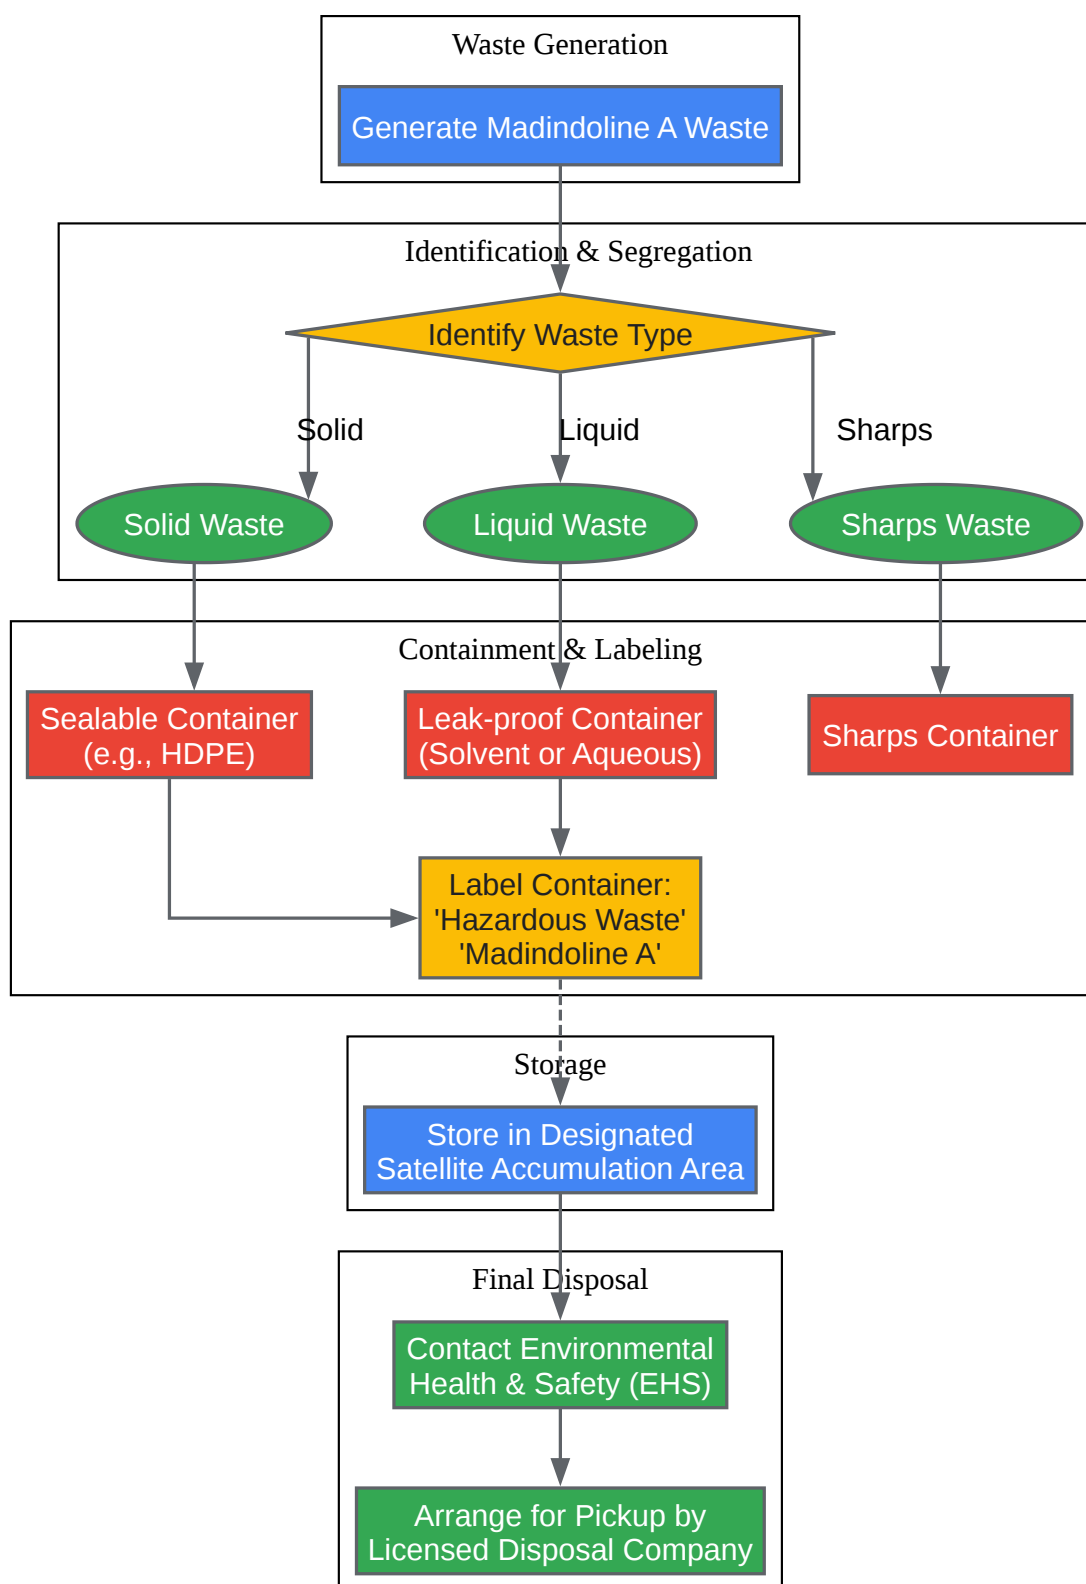 Waste Generation
Generate Madindoline A Waste
Identification & Segregation
Identify Waste Type
Solid
Liquid
Sharps
Solid Waste
Liquid Waste
Sharps Waste
Containment & Labeling
Sealable Container
(e.g., HDPE)
Leak-proof Container
(Solvent or Aqueous)
Sharps Container
Label Container:
'Hazardous Waste'
'Madindoline A'
Storage
Store in Designated
Satellite Accumulation Area
Final Disposal
Contact Environmental
Health & Safety (EHS)
Arrange for Pickup by
Licensed Disposal Company